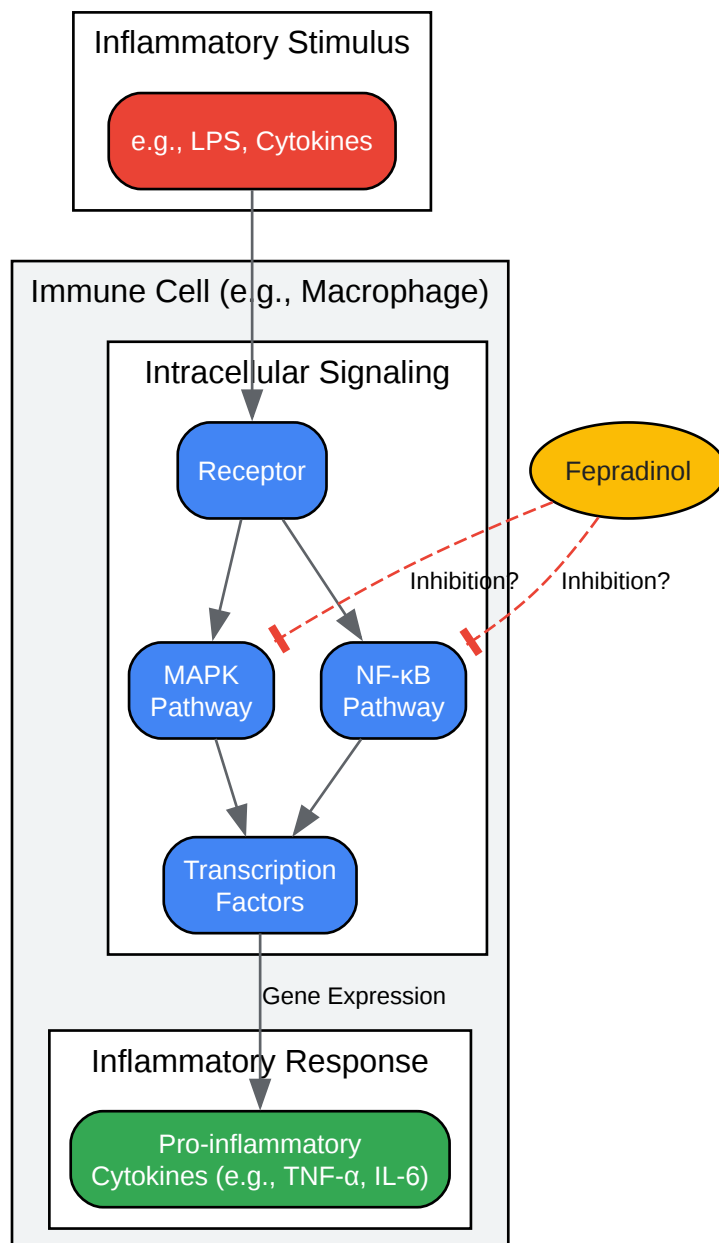 Inflammatory Stimulus
e.g., LPS, Cytokines
Immune Cell (e.g., Macrophage)
Intracellular Signaling
Receptor
Fepradinol
Inhibition?
Inhibition?
MAPK
Pathway
NF-κB
Pathway
Transcription
Factors
Gene Expression
Inflammatory Response
Pro-inflammatory
Cytokines (e.g., TNF-α, IL-6)